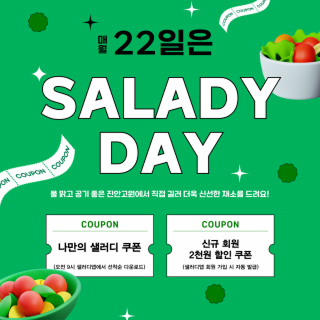 매월 22일은
SALADY
DAY
물 맑고 공기 좋은 진안고원에서 직접 길러 더욱 신선한 채소를 드려요!
COUPON
나만의 샐러디 쿠폰
(오전 9시 샐러디앱에서 선착순 다운로드)
COUPON
신규 회원
2천원 할인 쿠폰
(샐러디앱 회원 가입 시 자동 발급)
COUPON
COUPON
COUPON